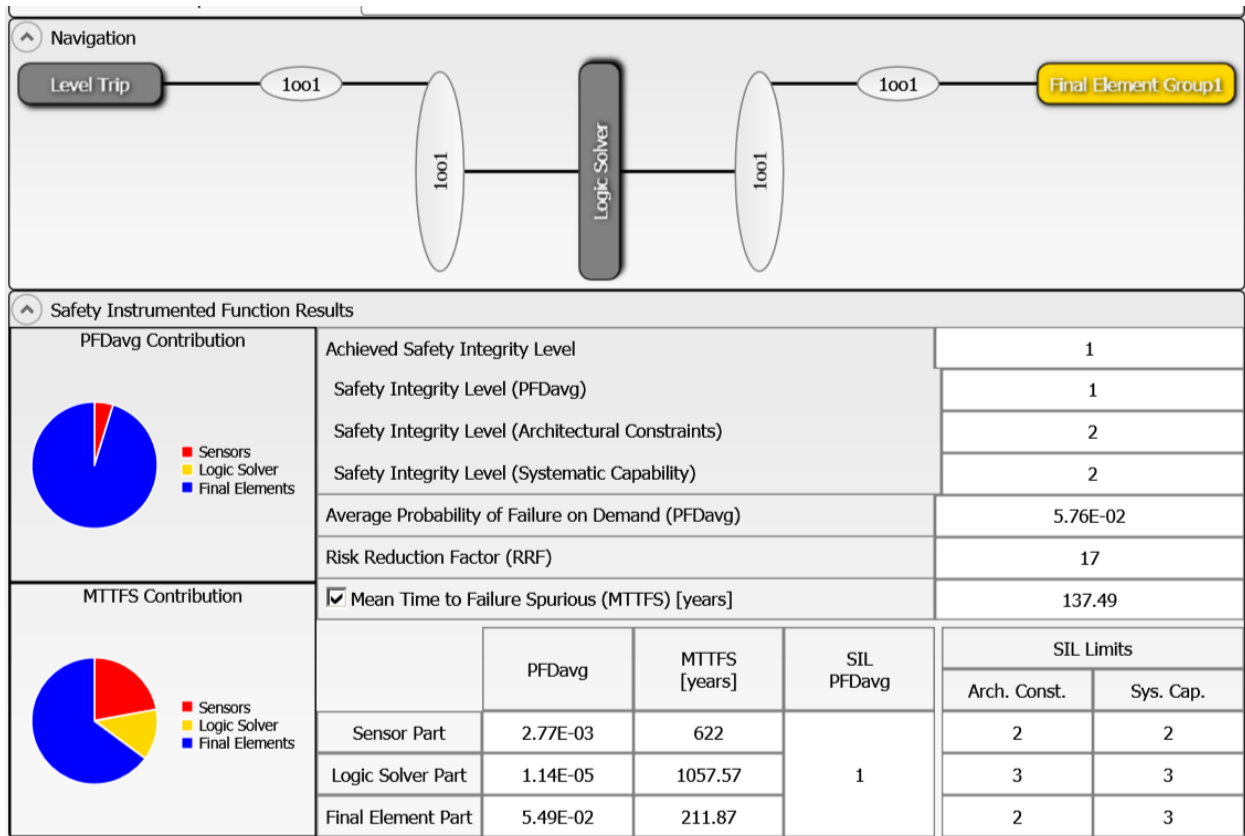 Navigation
Level Trip
1oo1
1oo1
Logic Solver
1oo1
1oo1
Final Element Group1
Safety Instrumented Function Results
PFDavg Contribution
Sensors
Logic Solver
Final Elements
MTTFS Contribution
Sensors
Logic Solver
Final Elements
Achieved Safety Integrity Level 1
Safety Integrity Level (PFDavg) 1
Safety Integrity Level (Architectural Constraints) 2
Safety Integrity Level (Systematic Capability) 2
Average Probability of Failure on Demand (PFDavg) 5.76E-02
Risk Reduction Factor (RRF) 17
Mean Time to Failure Spurious (MTTFS) [years] 137.49
PFDavg MTTFS [years] SIL PFDavg SIL Limits
Arch. Const. Sys. Cap.
Sensor Part 2.77E-03 622 2 2
Logic Solver Part 1.14E-05 1057.57 1 3 3
Final Element Part 5.49E-02 211.87 2 3